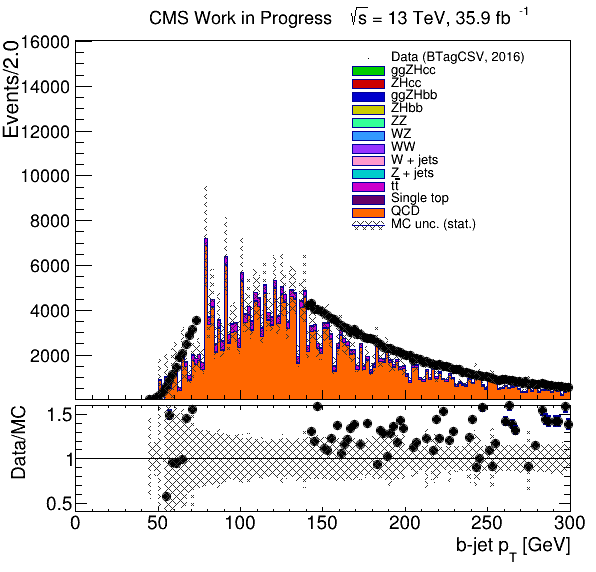 CMS Work in Progress √s = 13 TeV, 35.9 fb⁻¹
Events/2.0
16000
14000
12000
10000
8000
6000
4000
2000
Data (BTagCSV, 2016)
ggZHcc
ZHcc
ggZHbb
ZHbb
ZZ
WZ
WW
W + jets
Z + jets
tt̅
Single top
QCD
MC unc. (stat.)
Data/MC
1.5
1
0.5
0 50 100 150 200 250 300
b-jet p_T [GeV]